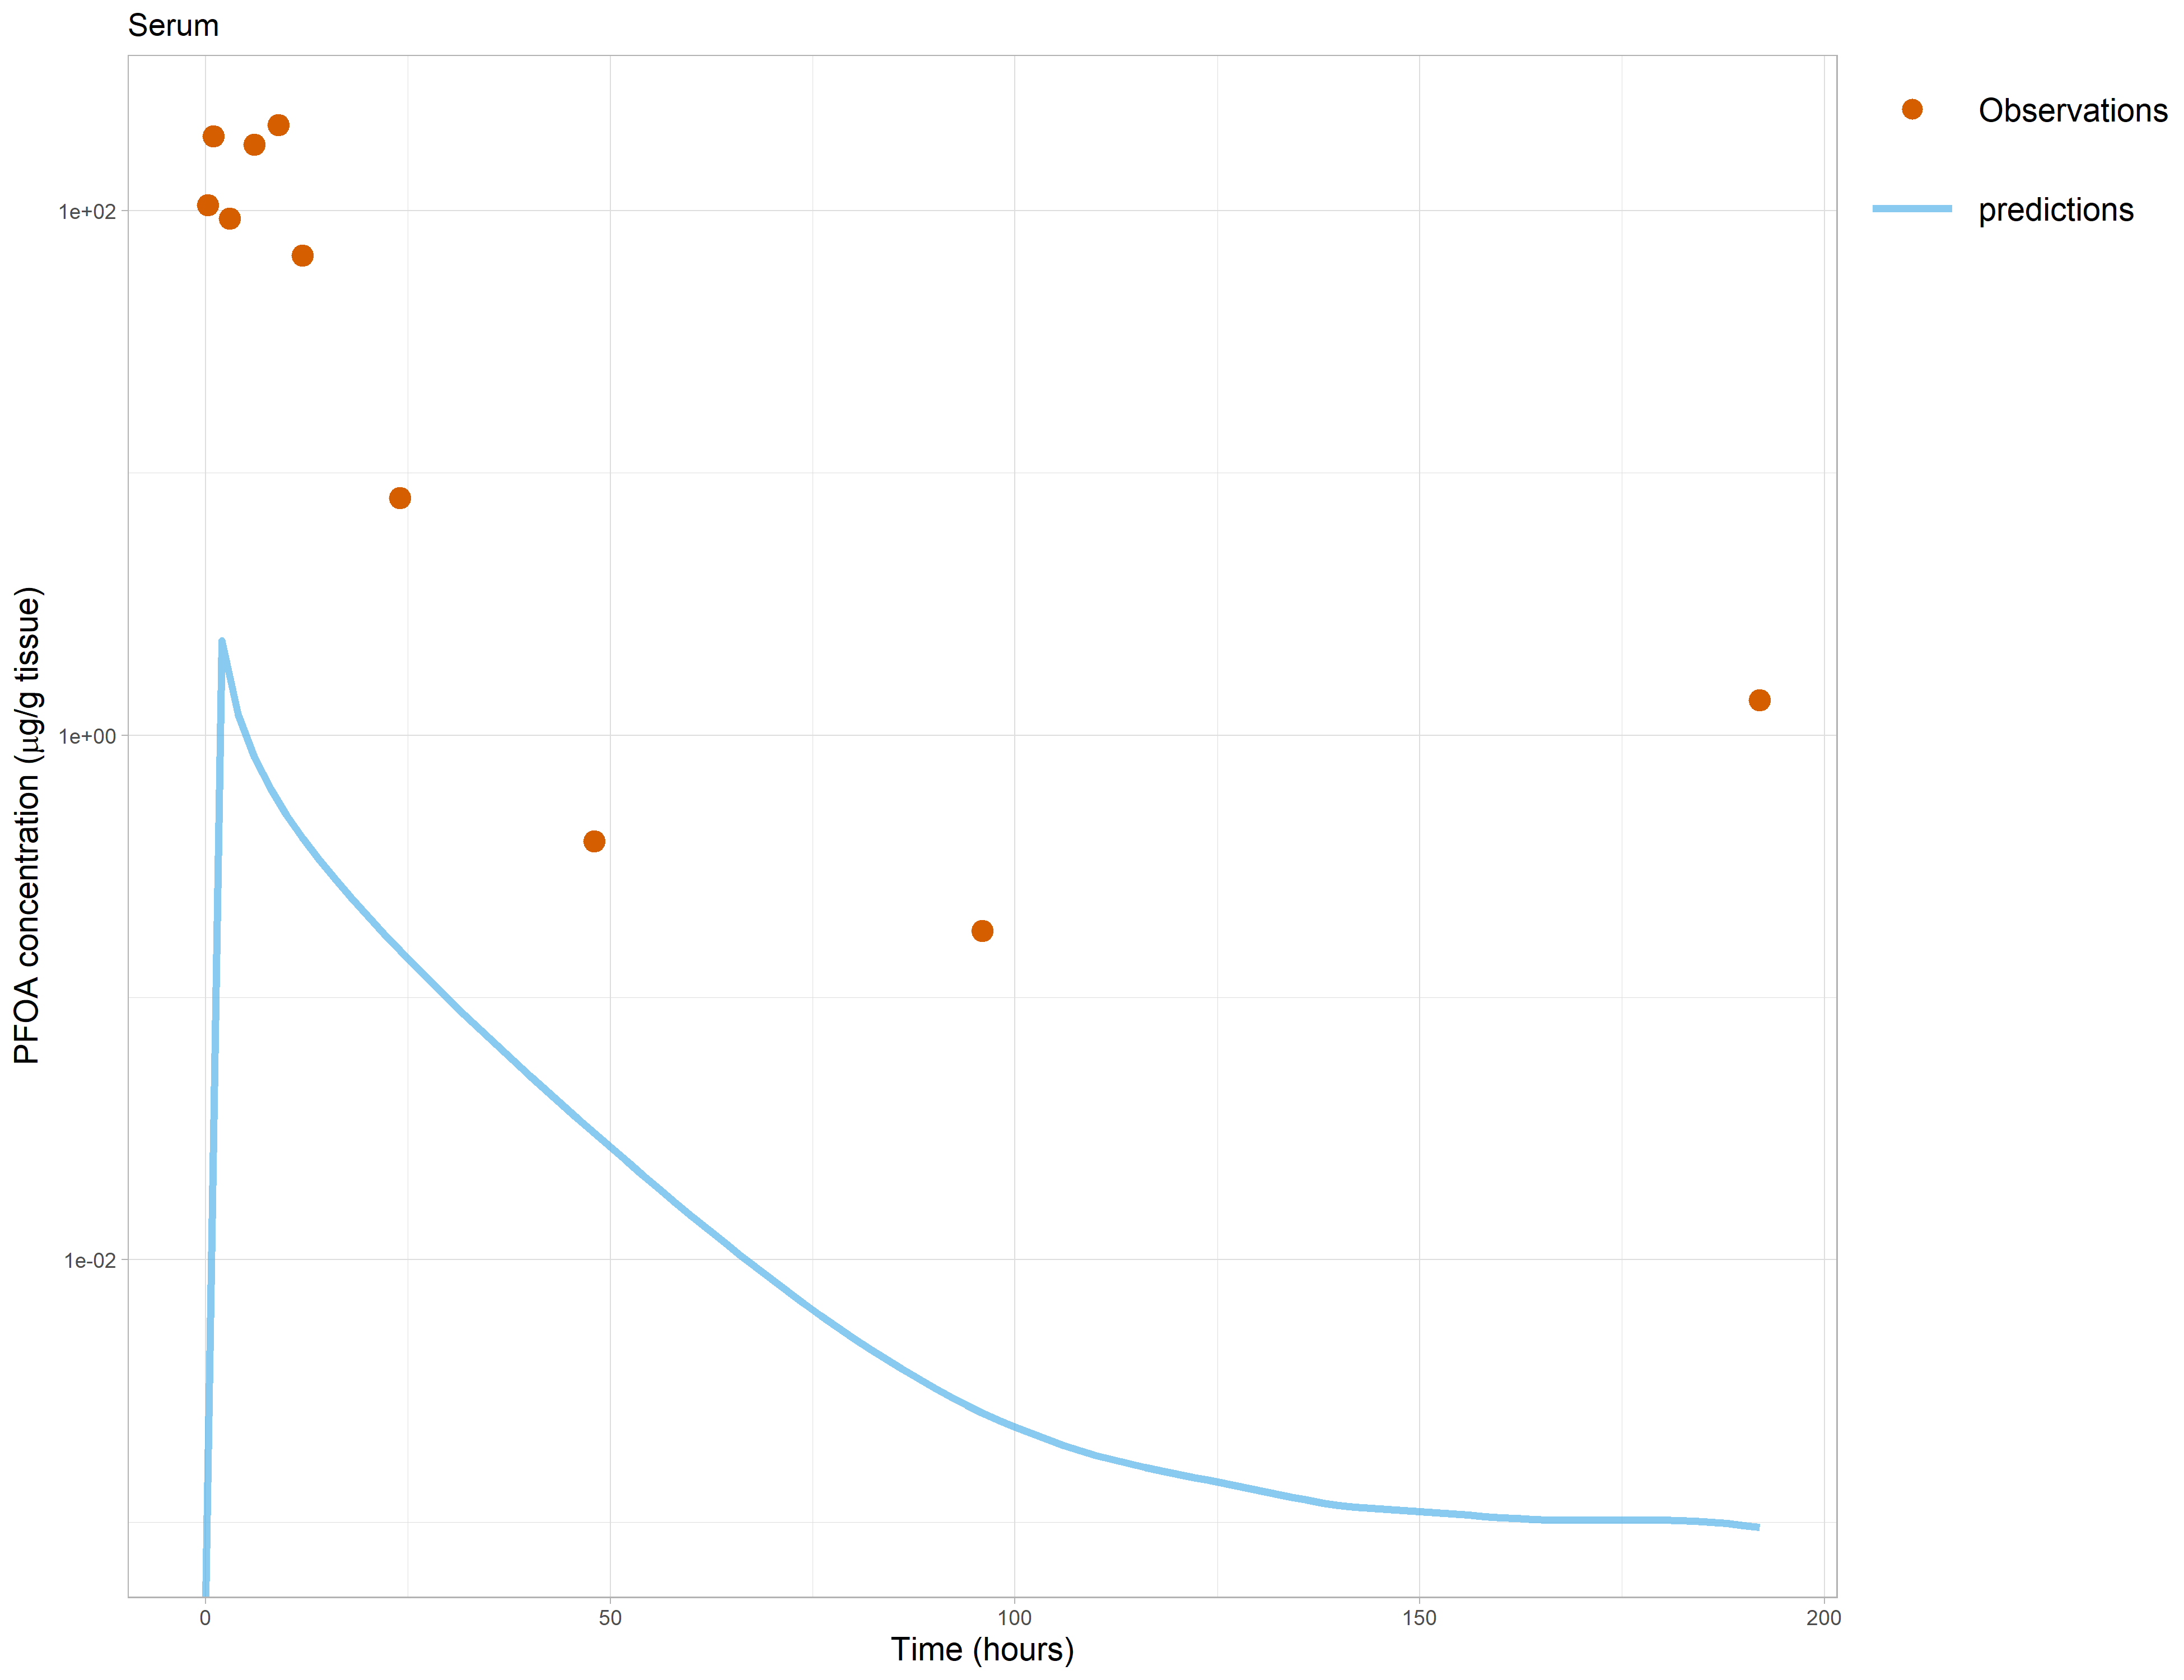 Serum
Observations
predictions
PFOA concentration (μg/g tissue)
1e+02
1e+00
1e-02
0 50 100 150 200
Time (hours)